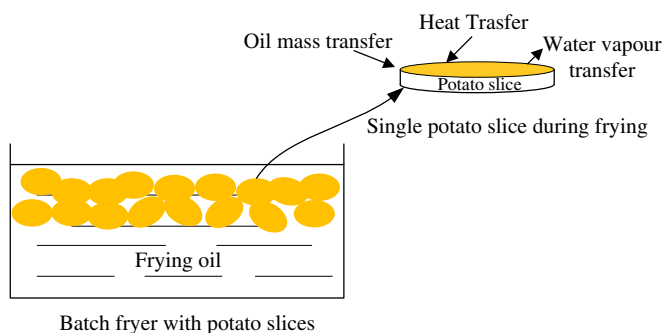 Heat Trasfer
Oil mass transfer
Water vapour
transfer
Potato slice
Single potato slice during frying
Frying oil
Batch fryer with potato slices